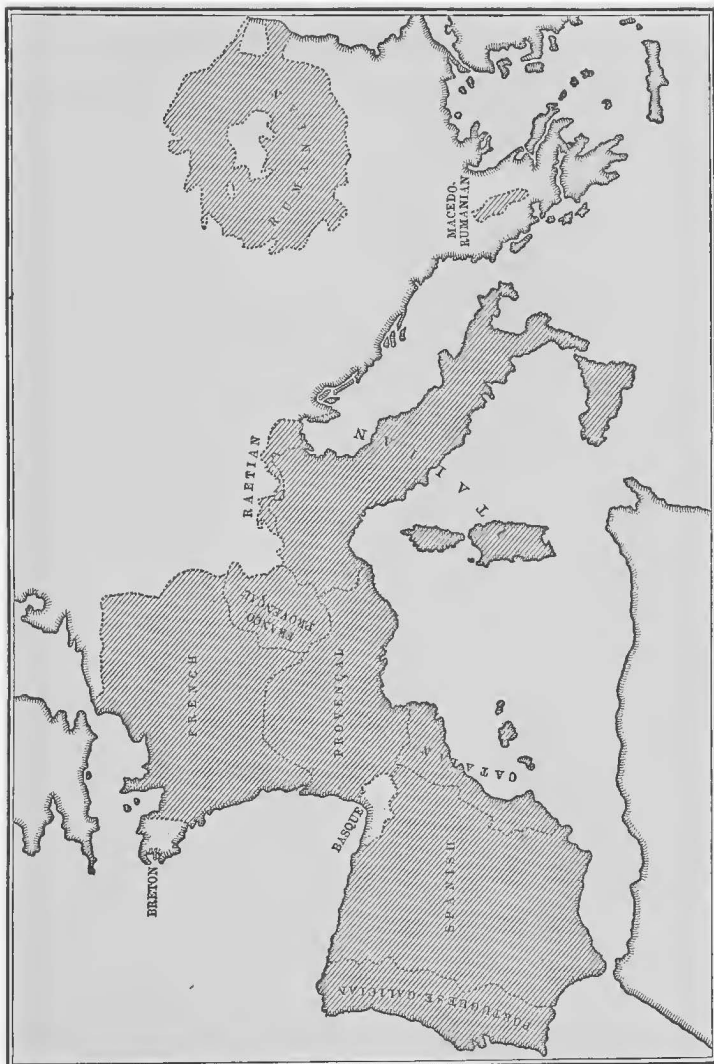 BRETON
FRENCH
RAETIAN
FRANCO
PROVENÇAL
PROVENÇAL
BASQUE
SPANISH
PORTUGUESE-GALICIAN
CATALAN
ITALIAN
RUMANIAN
MACEDO-
RUMANIAN